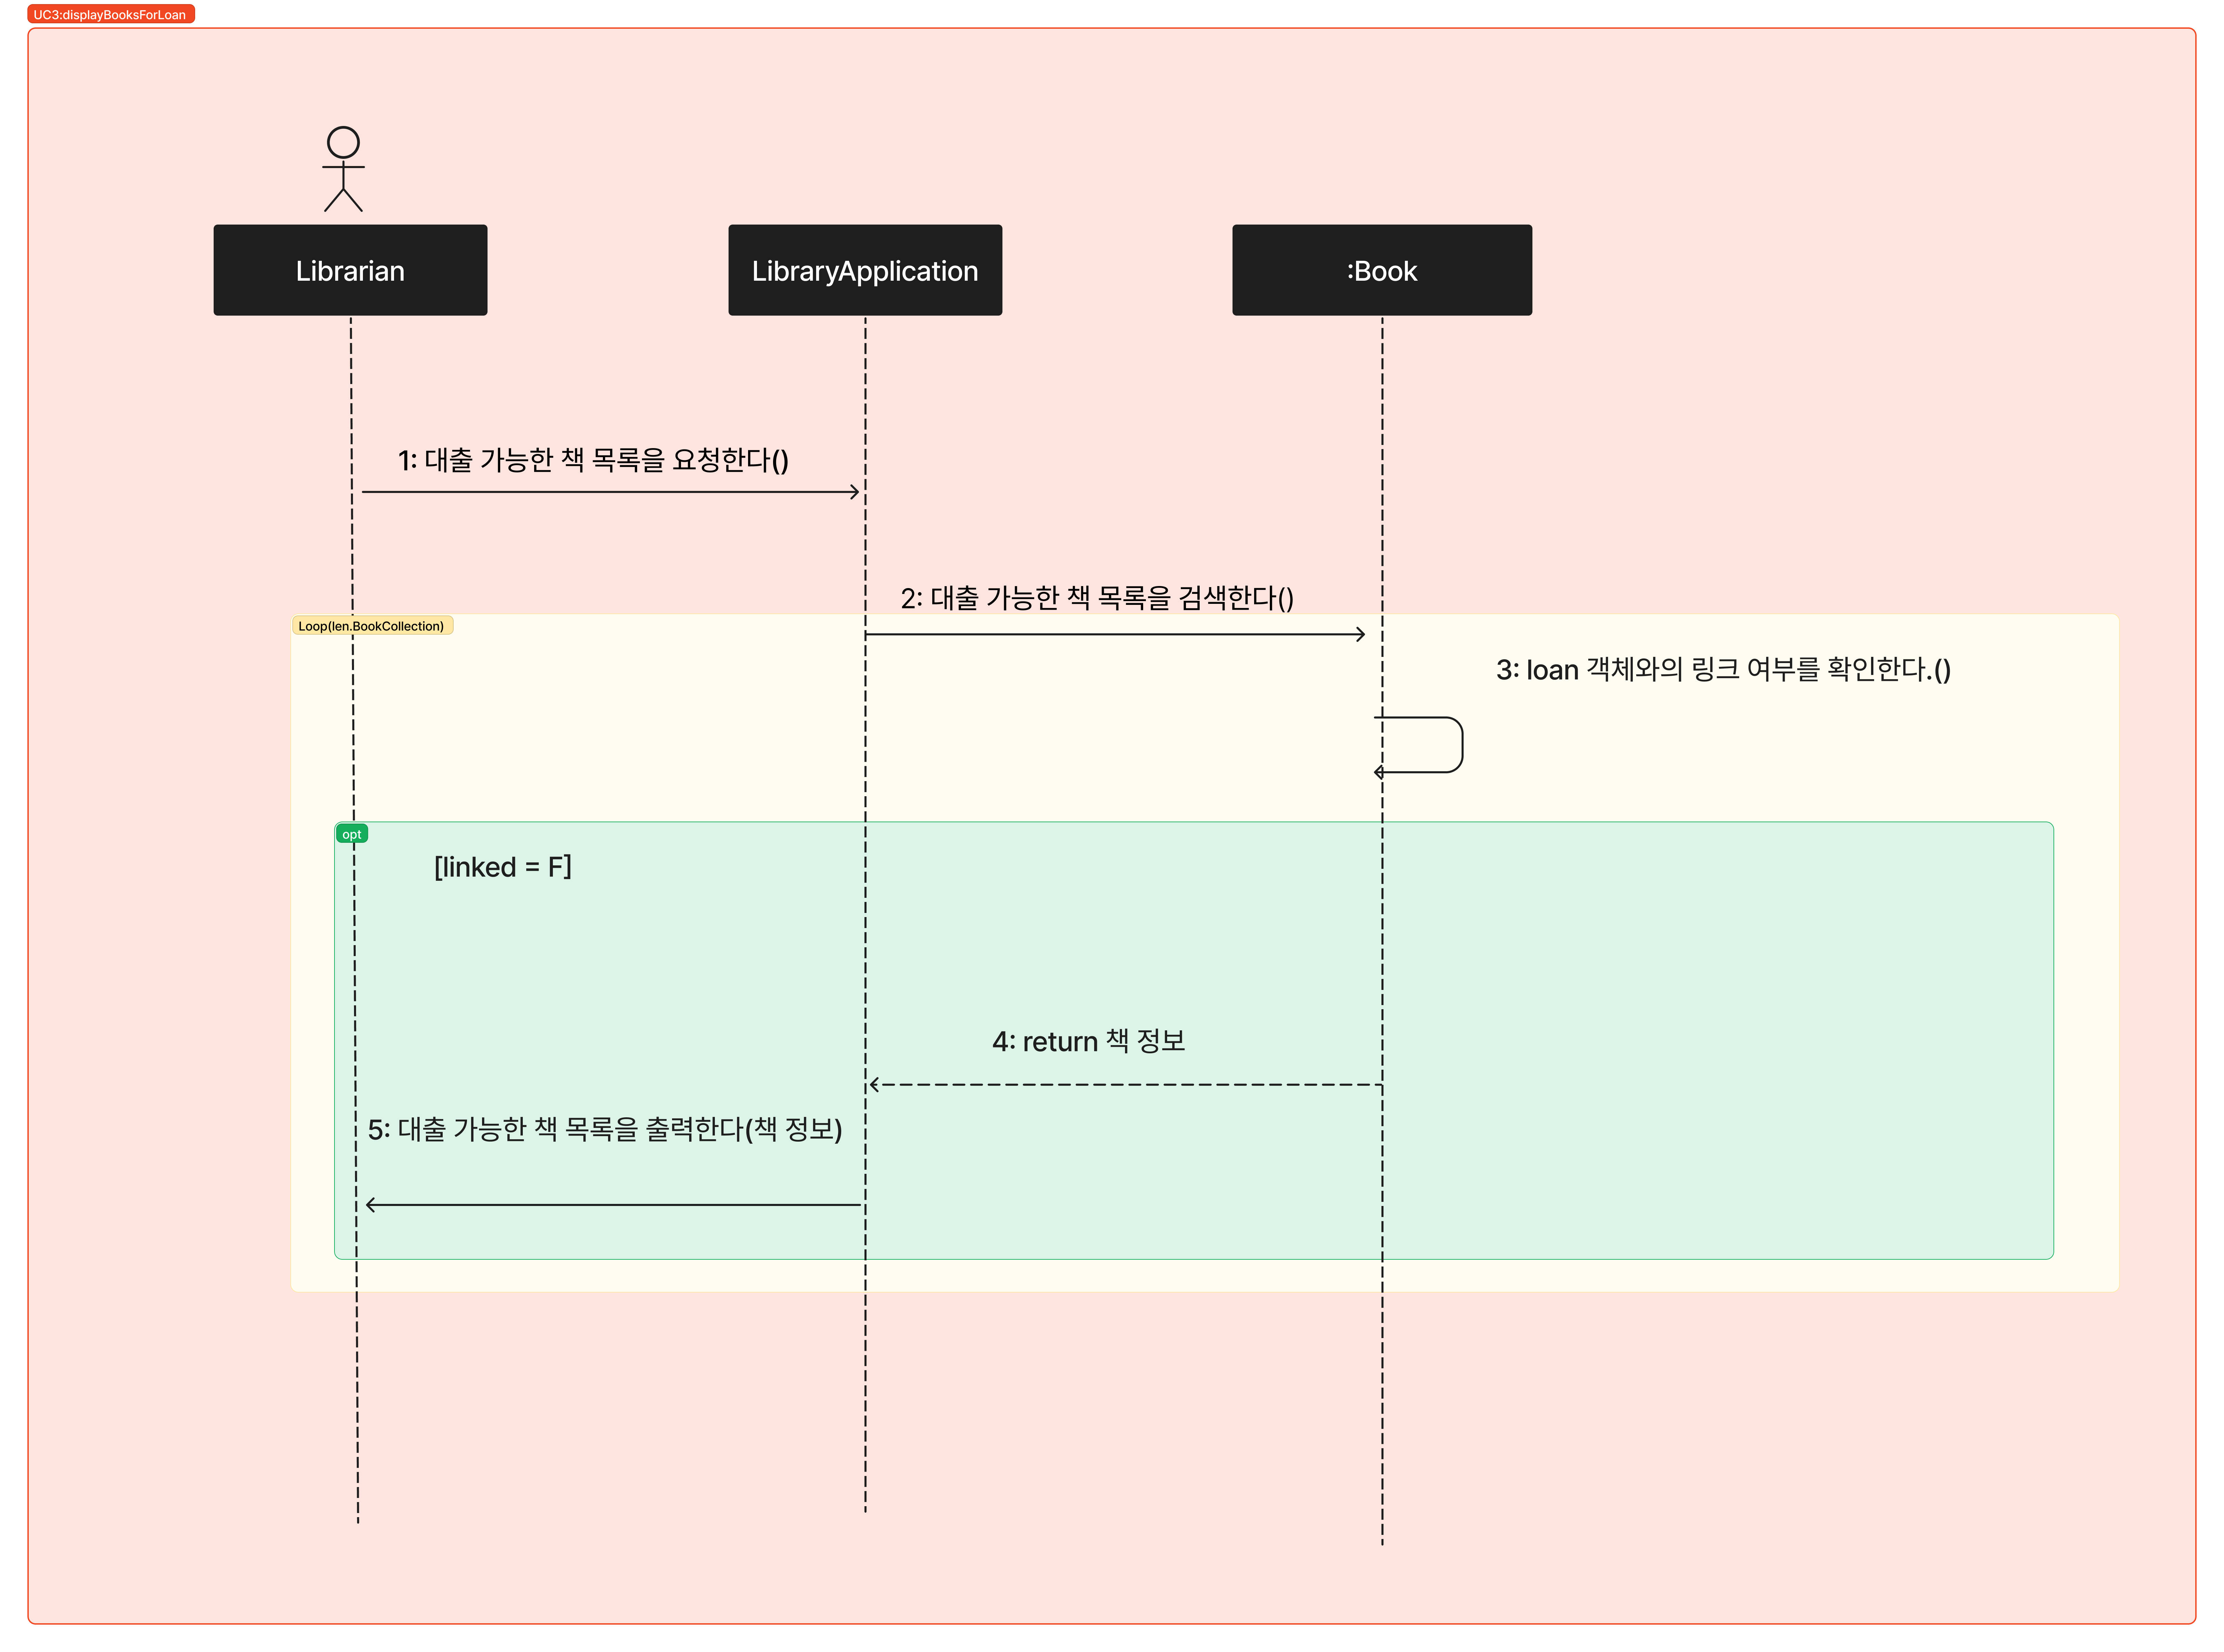 UC3:displayBooksForLoan
Librarian
LibraryApplication
:Book
1: 대출 가능한 책 목록을 요청한다()
2: 대출 가능한 책 목록을 검색한다()
Loop(len.BookCollection)
3: loan 객체와의 링크 여부를 확인한다.()
opt
[linked = F]
4: return 책 정보
5: 대출 가능한 책 목록을 출력한다(책 정보)